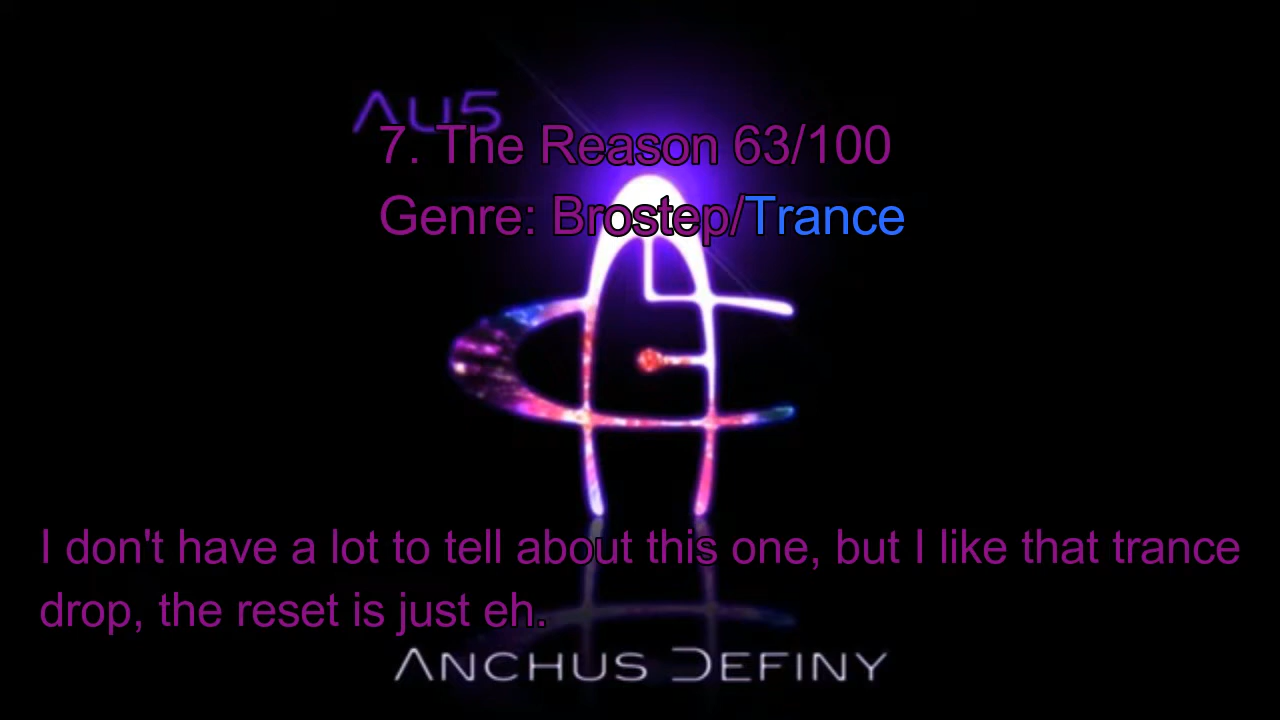 Au5
7. The Reason 63/100
Genre: Brostep/Trance
I don't have a lot to tell about this one, but I like that trance
drop, the reset is just eh.
Anchus Definy